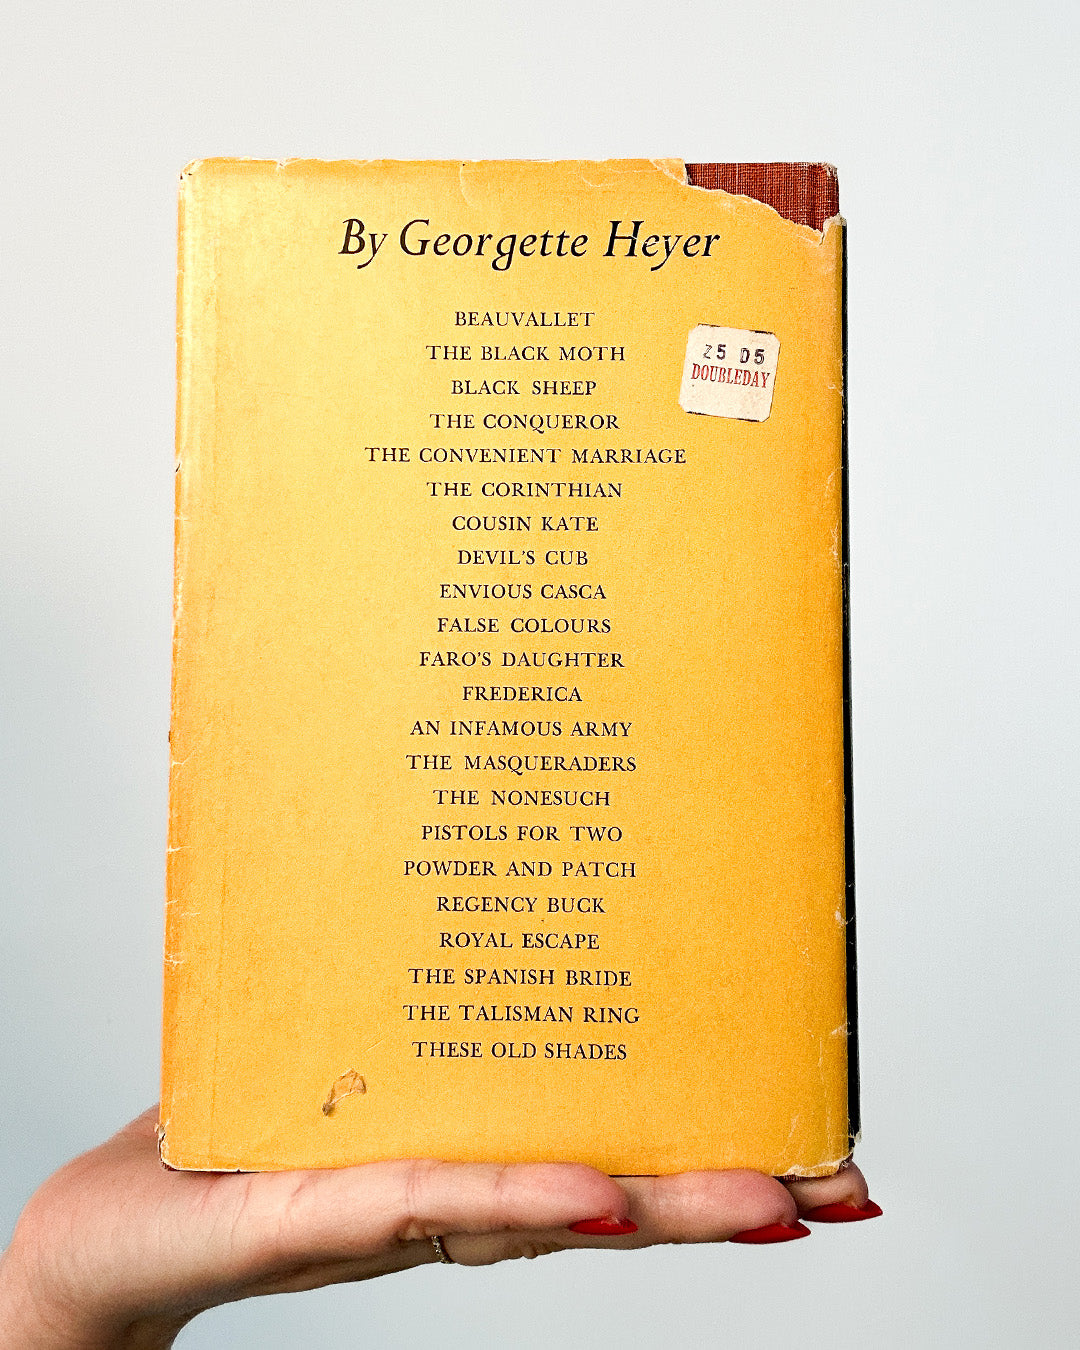 By Georgette Heyer
BEAUVALLET
THE BLACK MOTH
BLACK SHEEP
THE CONQUEROR
THE CONVENIENT MARRIAGE
THE CORINTHIAN
COUSIN KATE
DEVIL'S CUB
ENVIOUS CASCA
FALSE COLOURS
FARO'S DAUGHTER
FREDERICA
AN INFAMOUS ARMY
THE MASQUERADERS
THE NONESUCH
PISTOLS FOR TWO
POWDER AND PATCH
REGENCY BUCK
ROYAL ESCAPE
THE SPANISH BRIDE
THE TALISMAN RING
THESE OLD SHADES
Z5 D5
DOUBLEDAY